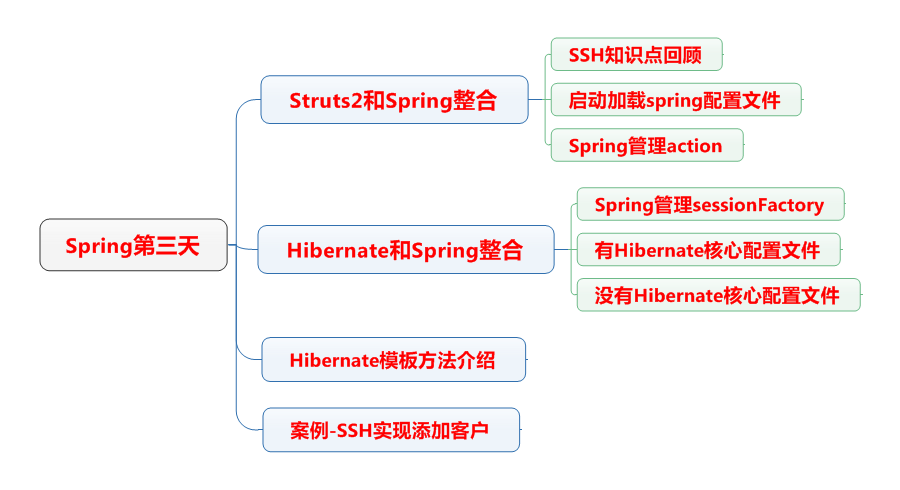 Spring第三天
Struts2和Spring整合
SSH知识点回顾
启动加载spring配置文件
Spring管理action
Hibernate和Spring整合
Spring管理sessionFactory
有Hibernate核心配置文件
没有Hibernate核心配置文件
Hibernate模板方法介绍
案例-SSH实现添加客户